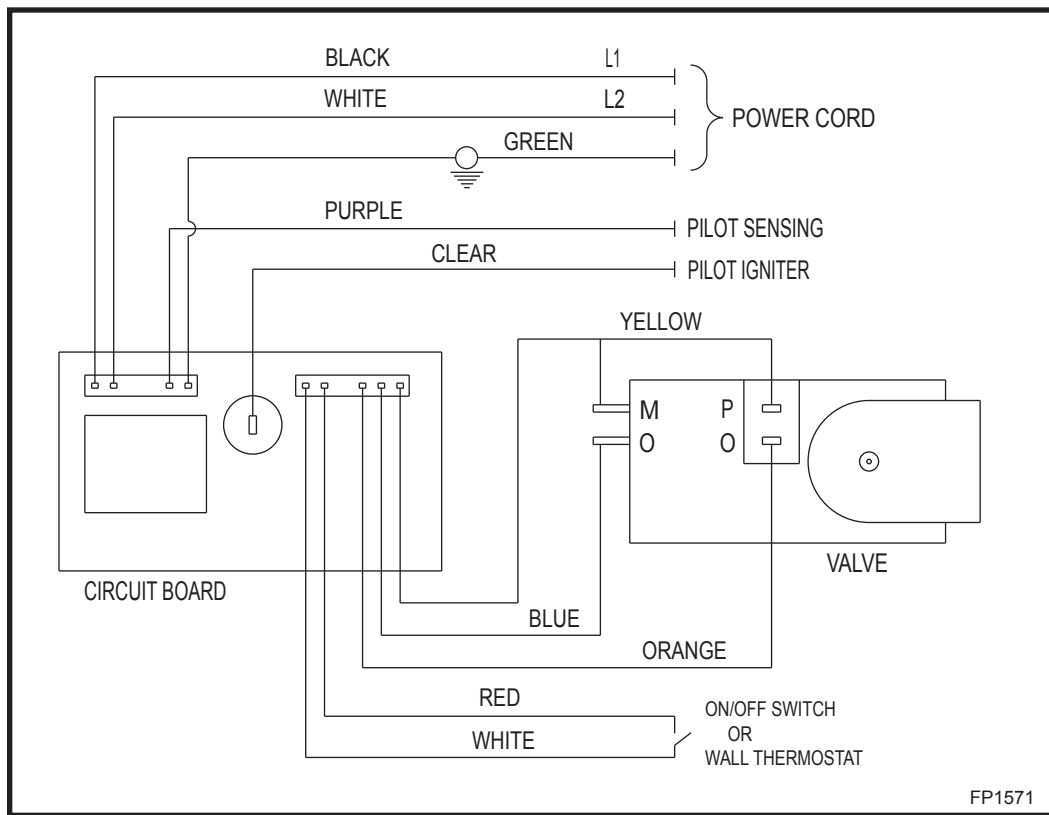 BLACK
L1
WHITE
L2
POWER CORD
GREEN
PURPLE
PILOT SENSING
CLEAR
PILOT IGNITER
YELLOW
M
P
O
O
VALVE
CIRCUIT BOARD
BLUE
ORANGE
RED
ON/OFF SWITCH
OR
WHITE
WALL THERMOSTAT
FP1571